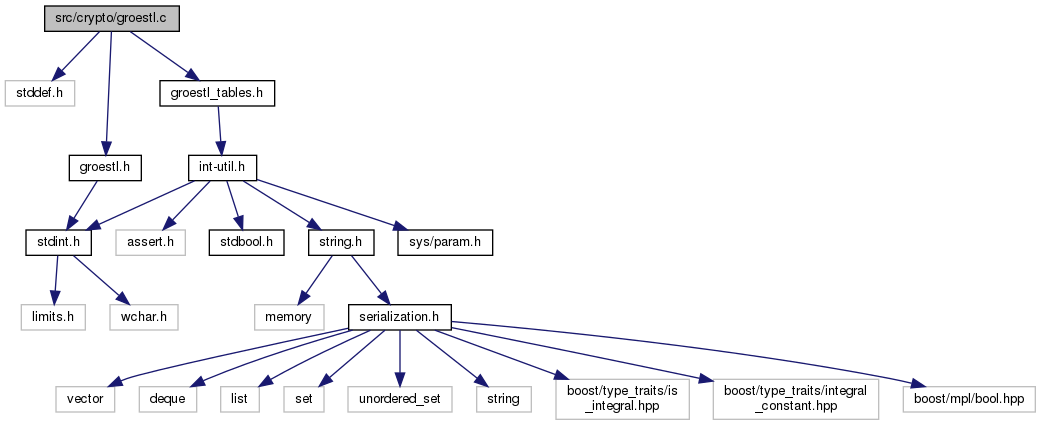 src/crypto/groestl.c
stddef.h
groestl_tables.h
groestl.h
int-util.h
stdint.h
assert.h
stdbool.h
string.h
sys/param.h
limits.h
wchar.h
memory
serialization.h
vector
deque
list
set
unordered_set
string
boost/type_traits/is
_integral.hpp
boost/type_traits/integral
_constant.hpp
boost/mpl/bool.hpp